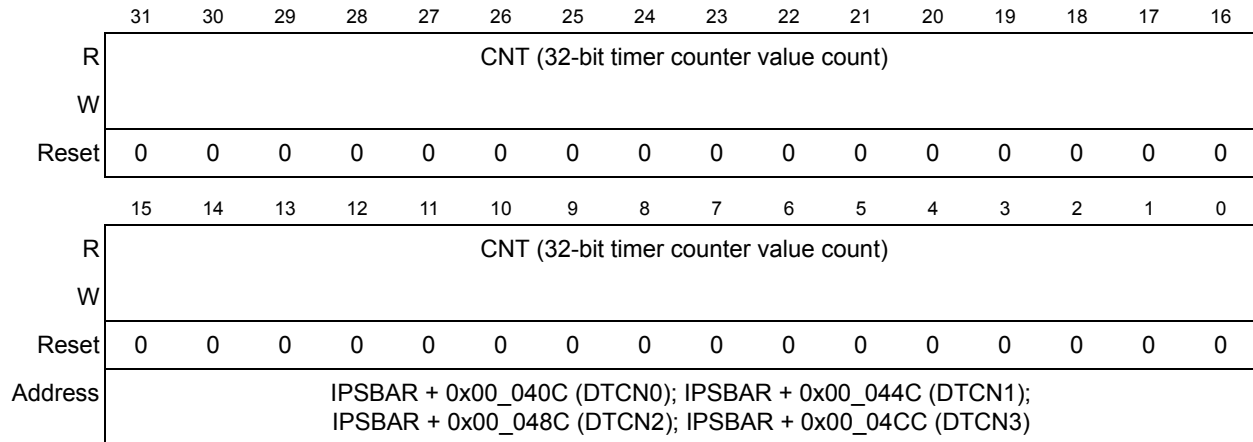 31 30 29 28 27 26 25 24 23 22 21 20 19 18 17 16
R CNT (32-bit timer counter value count)
W
Reset 0 0 0 0 0 0 0 0 0 0 0 0 0 0 0 0
15 14 13 12 11 10 9 8 7 6 5 4 3 2 1 0
R CNT (32-bit timer counter value count)
W
Reset 0 0 0 0 0 0 0 0 0 0 0 0 0 0 0 0
Address IPSBAR + 0x00_040C (DTCN0); IPSBAR + 0x00_044C (DTCN1);
IPSBAR + 0x00_048C (DTCN2); IPSBAR + 0x00_04CC (DTCN3)